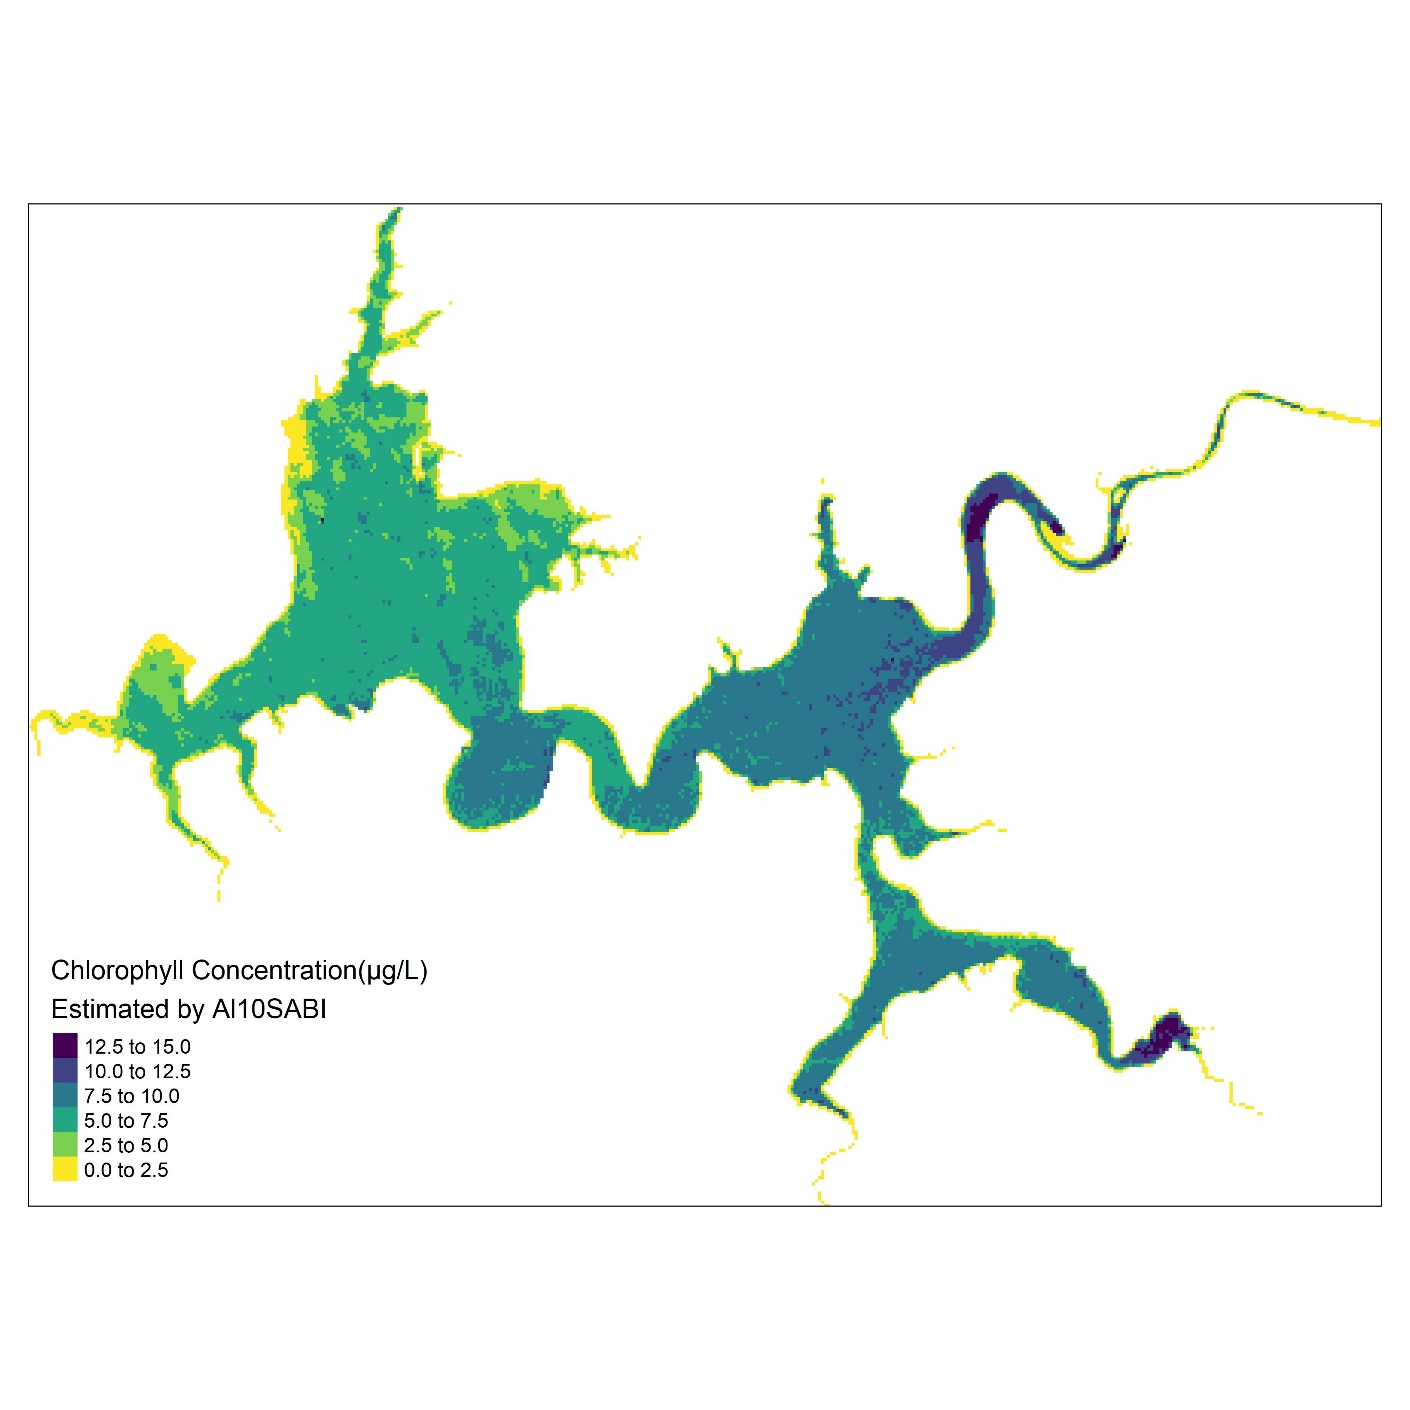 Chlorophyll Concentration(µg/L)
Estimated by Al10SABI
12.5 to 15.0
10.0 to 12.5
7.5 to 10.0
5.0 to 7.5
2.5 to 5.0
0.0 to 2.5